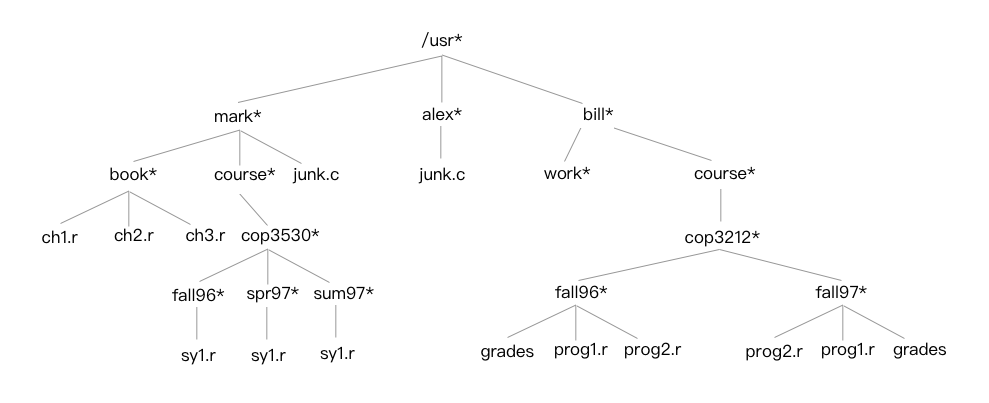 /usr*
mark* alex* bill*
book* course* junk.c junk.c work* course*
ch1.r ch2.r ch3.r cop3530* cop3212*
fall96* spr97* sum97* fall96* fall97*
sy1.r sy1.r sy1.r grades prog1.r prog2.r prog2.r prog1.r grades